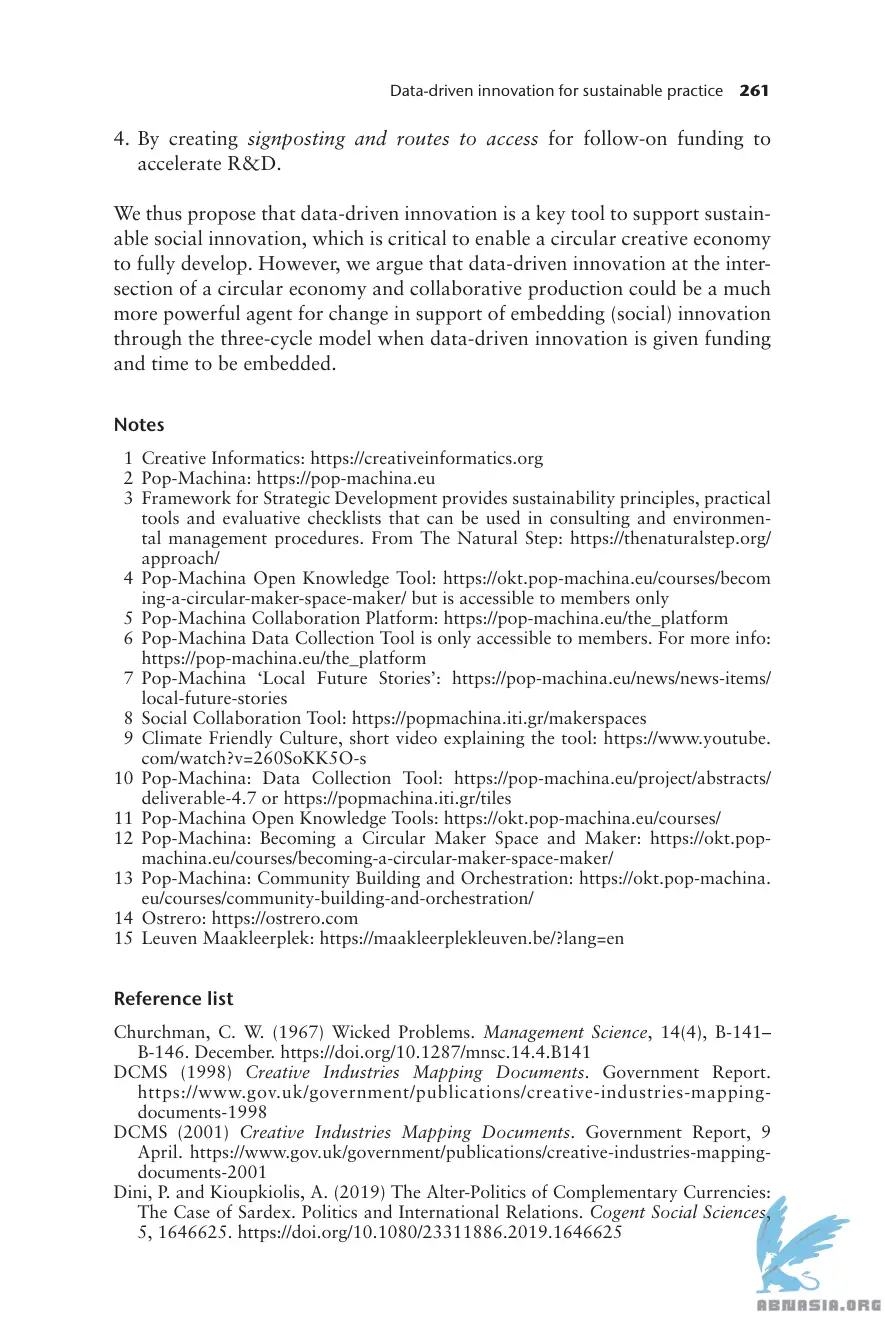 Data-driven innovation for sustainable practice 261
4. By creating signposting and routes to access for follow-on funding to
accelerate R&D.
We thus propose that data-driven innovation is a key tool to support sustain-
able social innovation, which is critical to enable a circular creative economy
to fully develop. However, we argue that data-driven innovation at the inter-
section of a circular economy and collaborative production could be a much
more powerful agent for change in support of embedding (social) innovation
through the three-cycle model when data-driven innovation is given funding
and time to be embedded.
Notes
1 Creative Informatics: https://creativeinformatics.org
2 Pop-Machina: https://pop-machina.eu
3 Framework for Strategic Development provides sustainability principles, practical
tools and evaluative checklists that can be used in consulting and environmen-
tal management procedures. From The Natural Step: https://thenaturalstep.org/
approach/
4 Pop-Machina Open Knowledge Tool: https://okt.pop-machina.eu/courses/becom
ing-a-circular-maker-space-maker/ but is accessible to members only
5 Pop-Machina Collaboration Platform: https://pop-machina.eu/the_platform
6 Pop-Machina Data Collection Tool is only accessible to members. For more info:
https://pop-machina.eu/the_platform
7 Pop-Machina ‘Local Future Stories’: https://pop-machina.eu/news/news-items/
local-future-stories
8 Social Collaboration Tool: https://popmachina.iti.gr/makerspaces
9 Climate Friendly Culture, short video explaining the tool: https://www.youtube.
com/watch?v=260SoKK5O-s
10 Pop-Machina: Data Collection Tool: https://pop-machina.eu/project/abstracts/
deliverable-4.7 or https://popmachina.iti.gr/tiles
11 Pop-Machina Open Knowledge Tools: https://okt.pop-machina.eu/courses/
12 Pop-Machina: Becoming a Circular Maker Space and Maker: https://okt.pop-
machina.eu/courses/becoming-a-circular-maker-space-maker/
13 Pop-Machina: Community Building and Orchestration: https://okt.pop-machina.
eu/courses/community-building-and-orchestration/
14 Ostrero: https://ostrero.com
15 Leuven Maakleerplek: https://maakleerplekleuven.be/?lang=en
Reference list
Churchman, C. W. (1967) Wicked Problems. Management Science, 14(4), B-141–
B-146. December. https://doi.org/10.1287/mnsc.14.4.B141
DCMS (1998) Creative Industries Mapping Documents. Government Report.
https://www.gov.uk/government/publications/creative-industries-mapping-
documents-1998
DCMS (2001) Creative Industries Mapping Documents. Government Report, 9
April. https://www.gov.uk/government/publications/creative-industries-mapping-
documents-2001
Dini, P. and Kioupkiolis, A. (2019) The Alter-Politics of Complementary Currencies:
The Case of Sardex. Politics and International Relations. Cogent Social Sciences,
5, 1646625. https://doi.org/10.1080/23311886.2019.1646625
ABNASIA.ORG